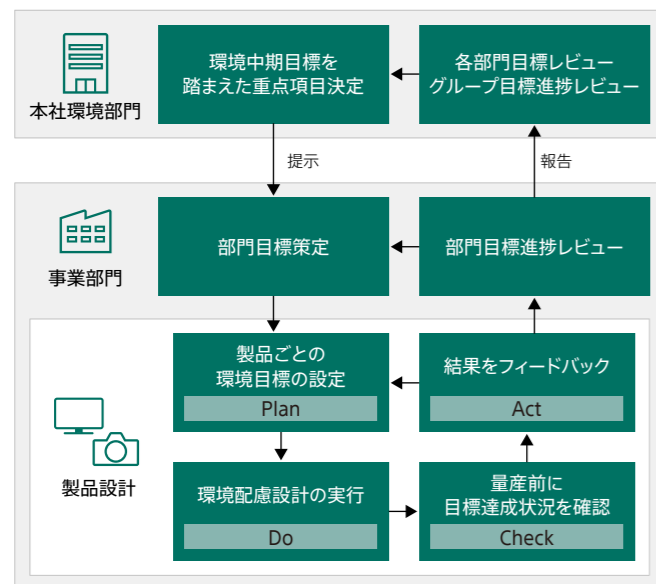 本社環境部門
環境中期目標を
踏まえた重点項目決定
各部門目標レビュー
グループ目標進捗レビュー
提示
報告
事業部門
部門目標策定
部門目標進捗レビュー
製品設計
製品ごとの
環境目標の設定
Plan
結果をフィードバック
Act
環境配慮設計の実行
Do
量産前に
目標達成状況を確認
Check